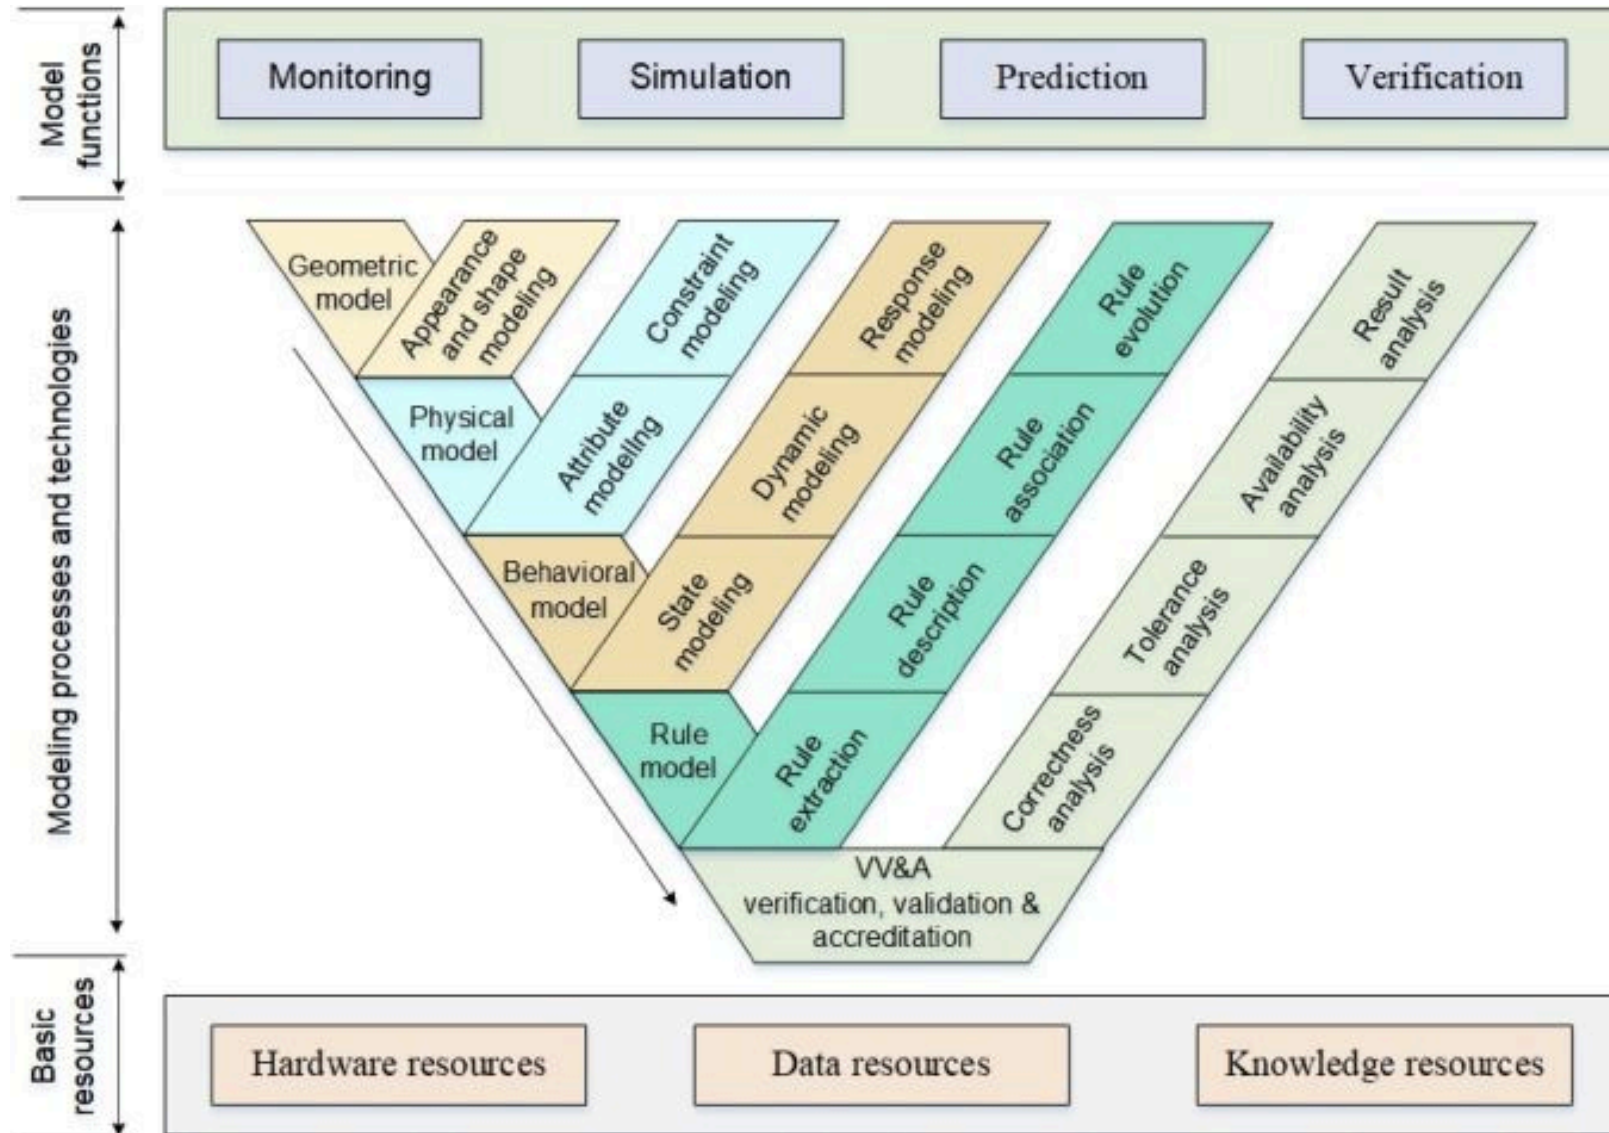 Model
functions
Monitoring
Simulation
Prediction
Verification
Modeling processes and technologies
Geometric
model
Appearance
and shape
modeling
Physical
model
Attribute
modeling
Constraint
modeling
Behavioral
model
State
modeling
Dynamic
modeling
Response
modeling
Rule
model
Rule
extraction
Rule
description
Rule
association
Rule
evolution
VV&A
verification, validation &
accreditation
Correctness
analysis
Tolerance
analysis
Availability
analysis
Result
analysis
Basic
resources
Hardware resources
Data resources
Knowledge resources